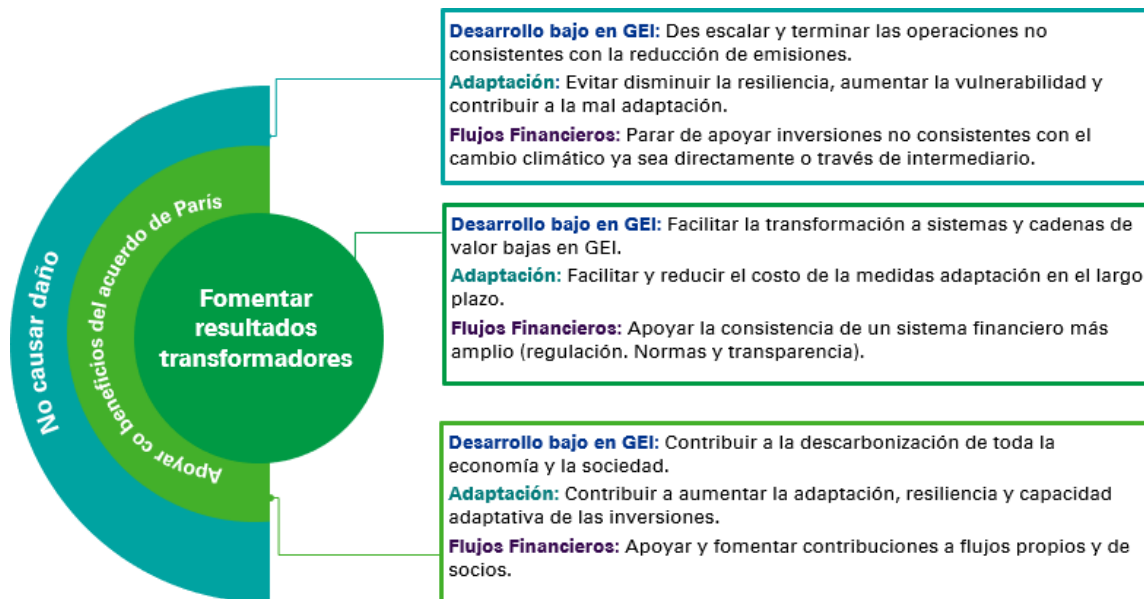 No causar daño
Apoyar co beneficios del acuerdo de París
Fomentar
resultados
transformadores
Desarrollo bajo en GEI: Des escalar y terminar las operaciones no
consistentes con la reducción de emisiones.
Adaptación: Evitar disminuir la resiliencia, aumentar la vulnerabilidad y
contribuir a la mal adaptación.
Flujos Financieros: Parar de apoyar inversiones no consistentes con el
cambio climático ya sea directamente o través de intermediario.
Desarrollo bajo en GEI: Facilitar la transformación a sistemas y cadenas de
valor bajas en GEI.
Adaptación: Facilitar y reducir el costo de la medidas adaptación en el largo
plazo.
Flujos Financieros: Apoyar la consistencia de un sistema financiero más
amplio (regulación. Normas y transparencia).
Desarrollo bajo en GEI: Contribuir a la descarbonización de toda la
economía y la sociedad.
Adaptación: Contribuir a aumentar la adaptación, resiliencia y capacidad
adaptativa de las inversiones.
Flujos Financieros: Apoyar y fomentar contribuciones a flujos propios y de
socios.